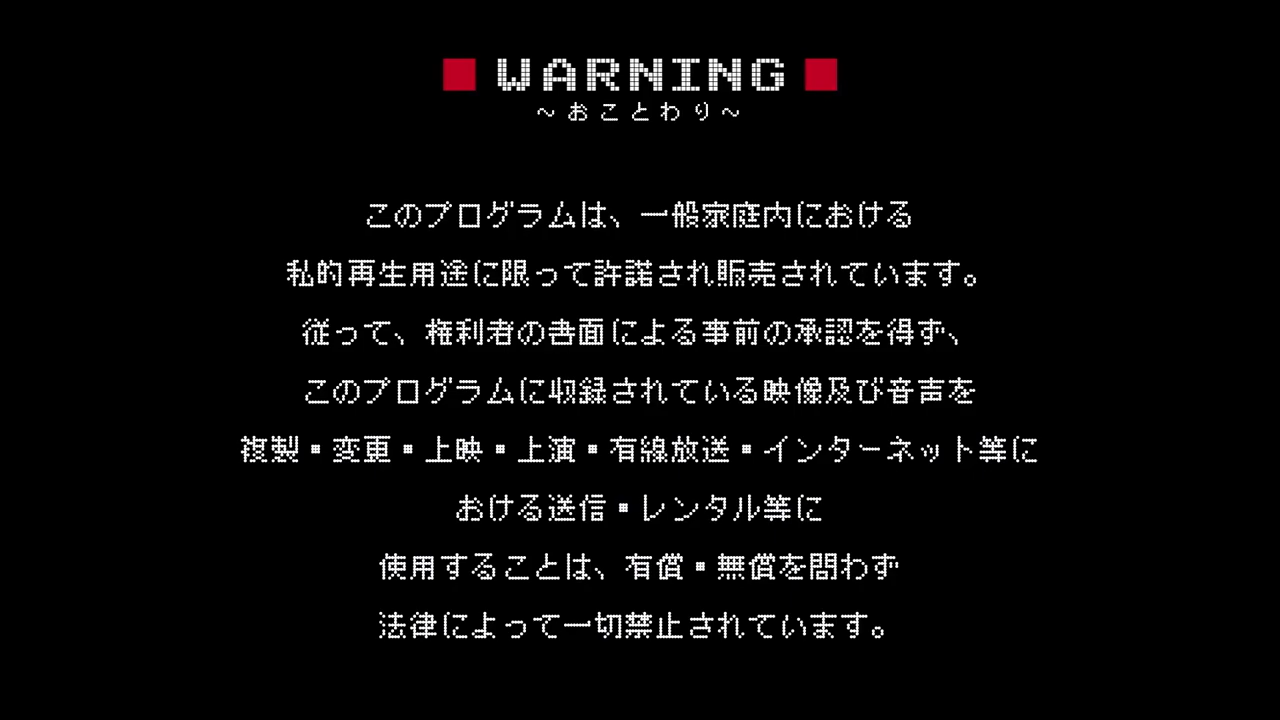 ■ WARNING ■
～おことわり～
このプログラムは、一般家庭内における
私的再生用途に限って許諾され販売されています。
従って、権利者の書面による事前の承認を得ず、
このプログラムに収録されている映像及び音声を
複製・変更・上映・上演・有線放送・インターネット等に
おける送信・レンタル等に
使用することは、有償・無償を問わず
法律によって一切禁止されています。